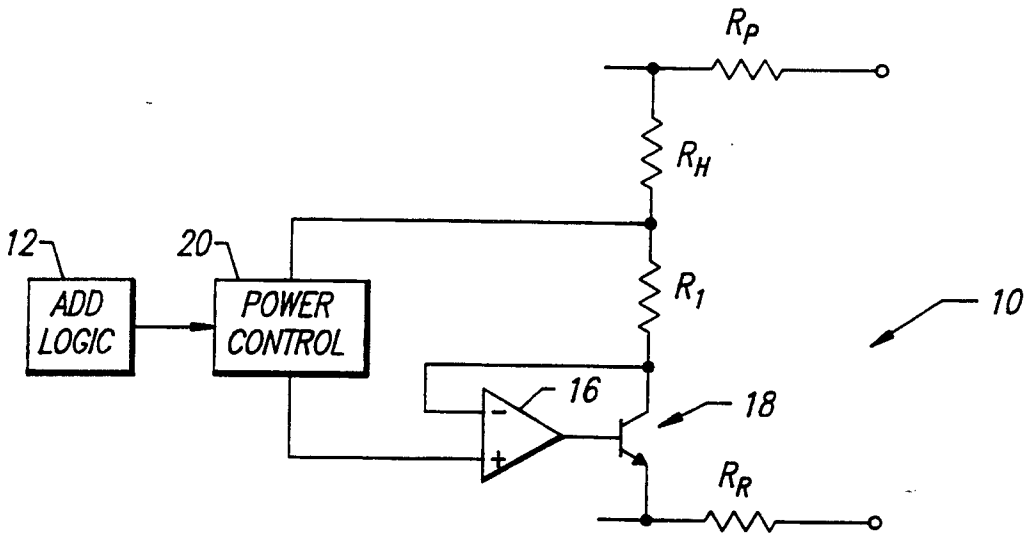 R_P
R_H
12
20
ADD
LOGIC
POWER
CONTROL
R_1
10
16
-
+
18
R_R